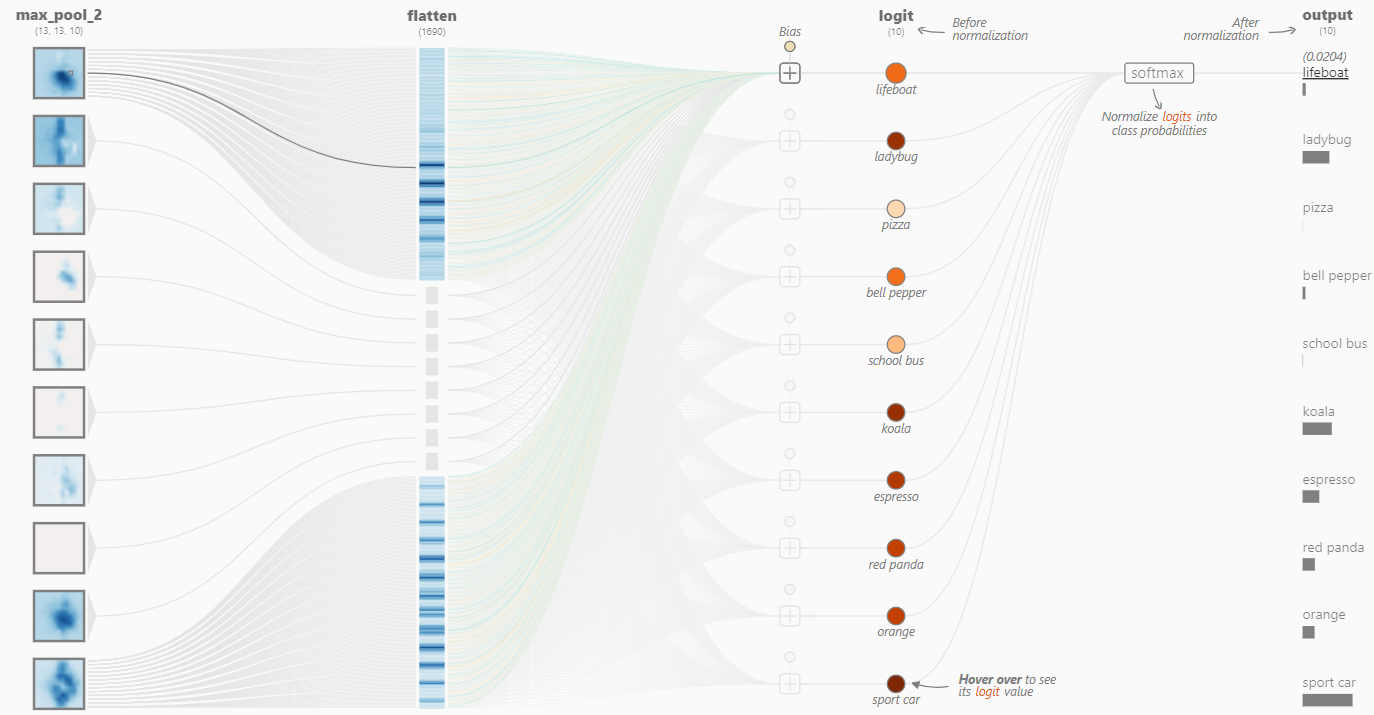 max_pool_2
(13, 13, 10)
flatten
(1690)
Bias
logit
(10)
Before
normalization
After
normalization
output
(10)
(0.0204)
lifeboat
lifeboat
softmax
Normalize logits into
class probabilities
ladybug
ladybug
pizza
pizza
bell pepper
bell pepper
school bus
school bus
koala
koala
espresso
espresso
red panda
red panda
orange
orange
sport car
Hover over to see
its logit value
sport car